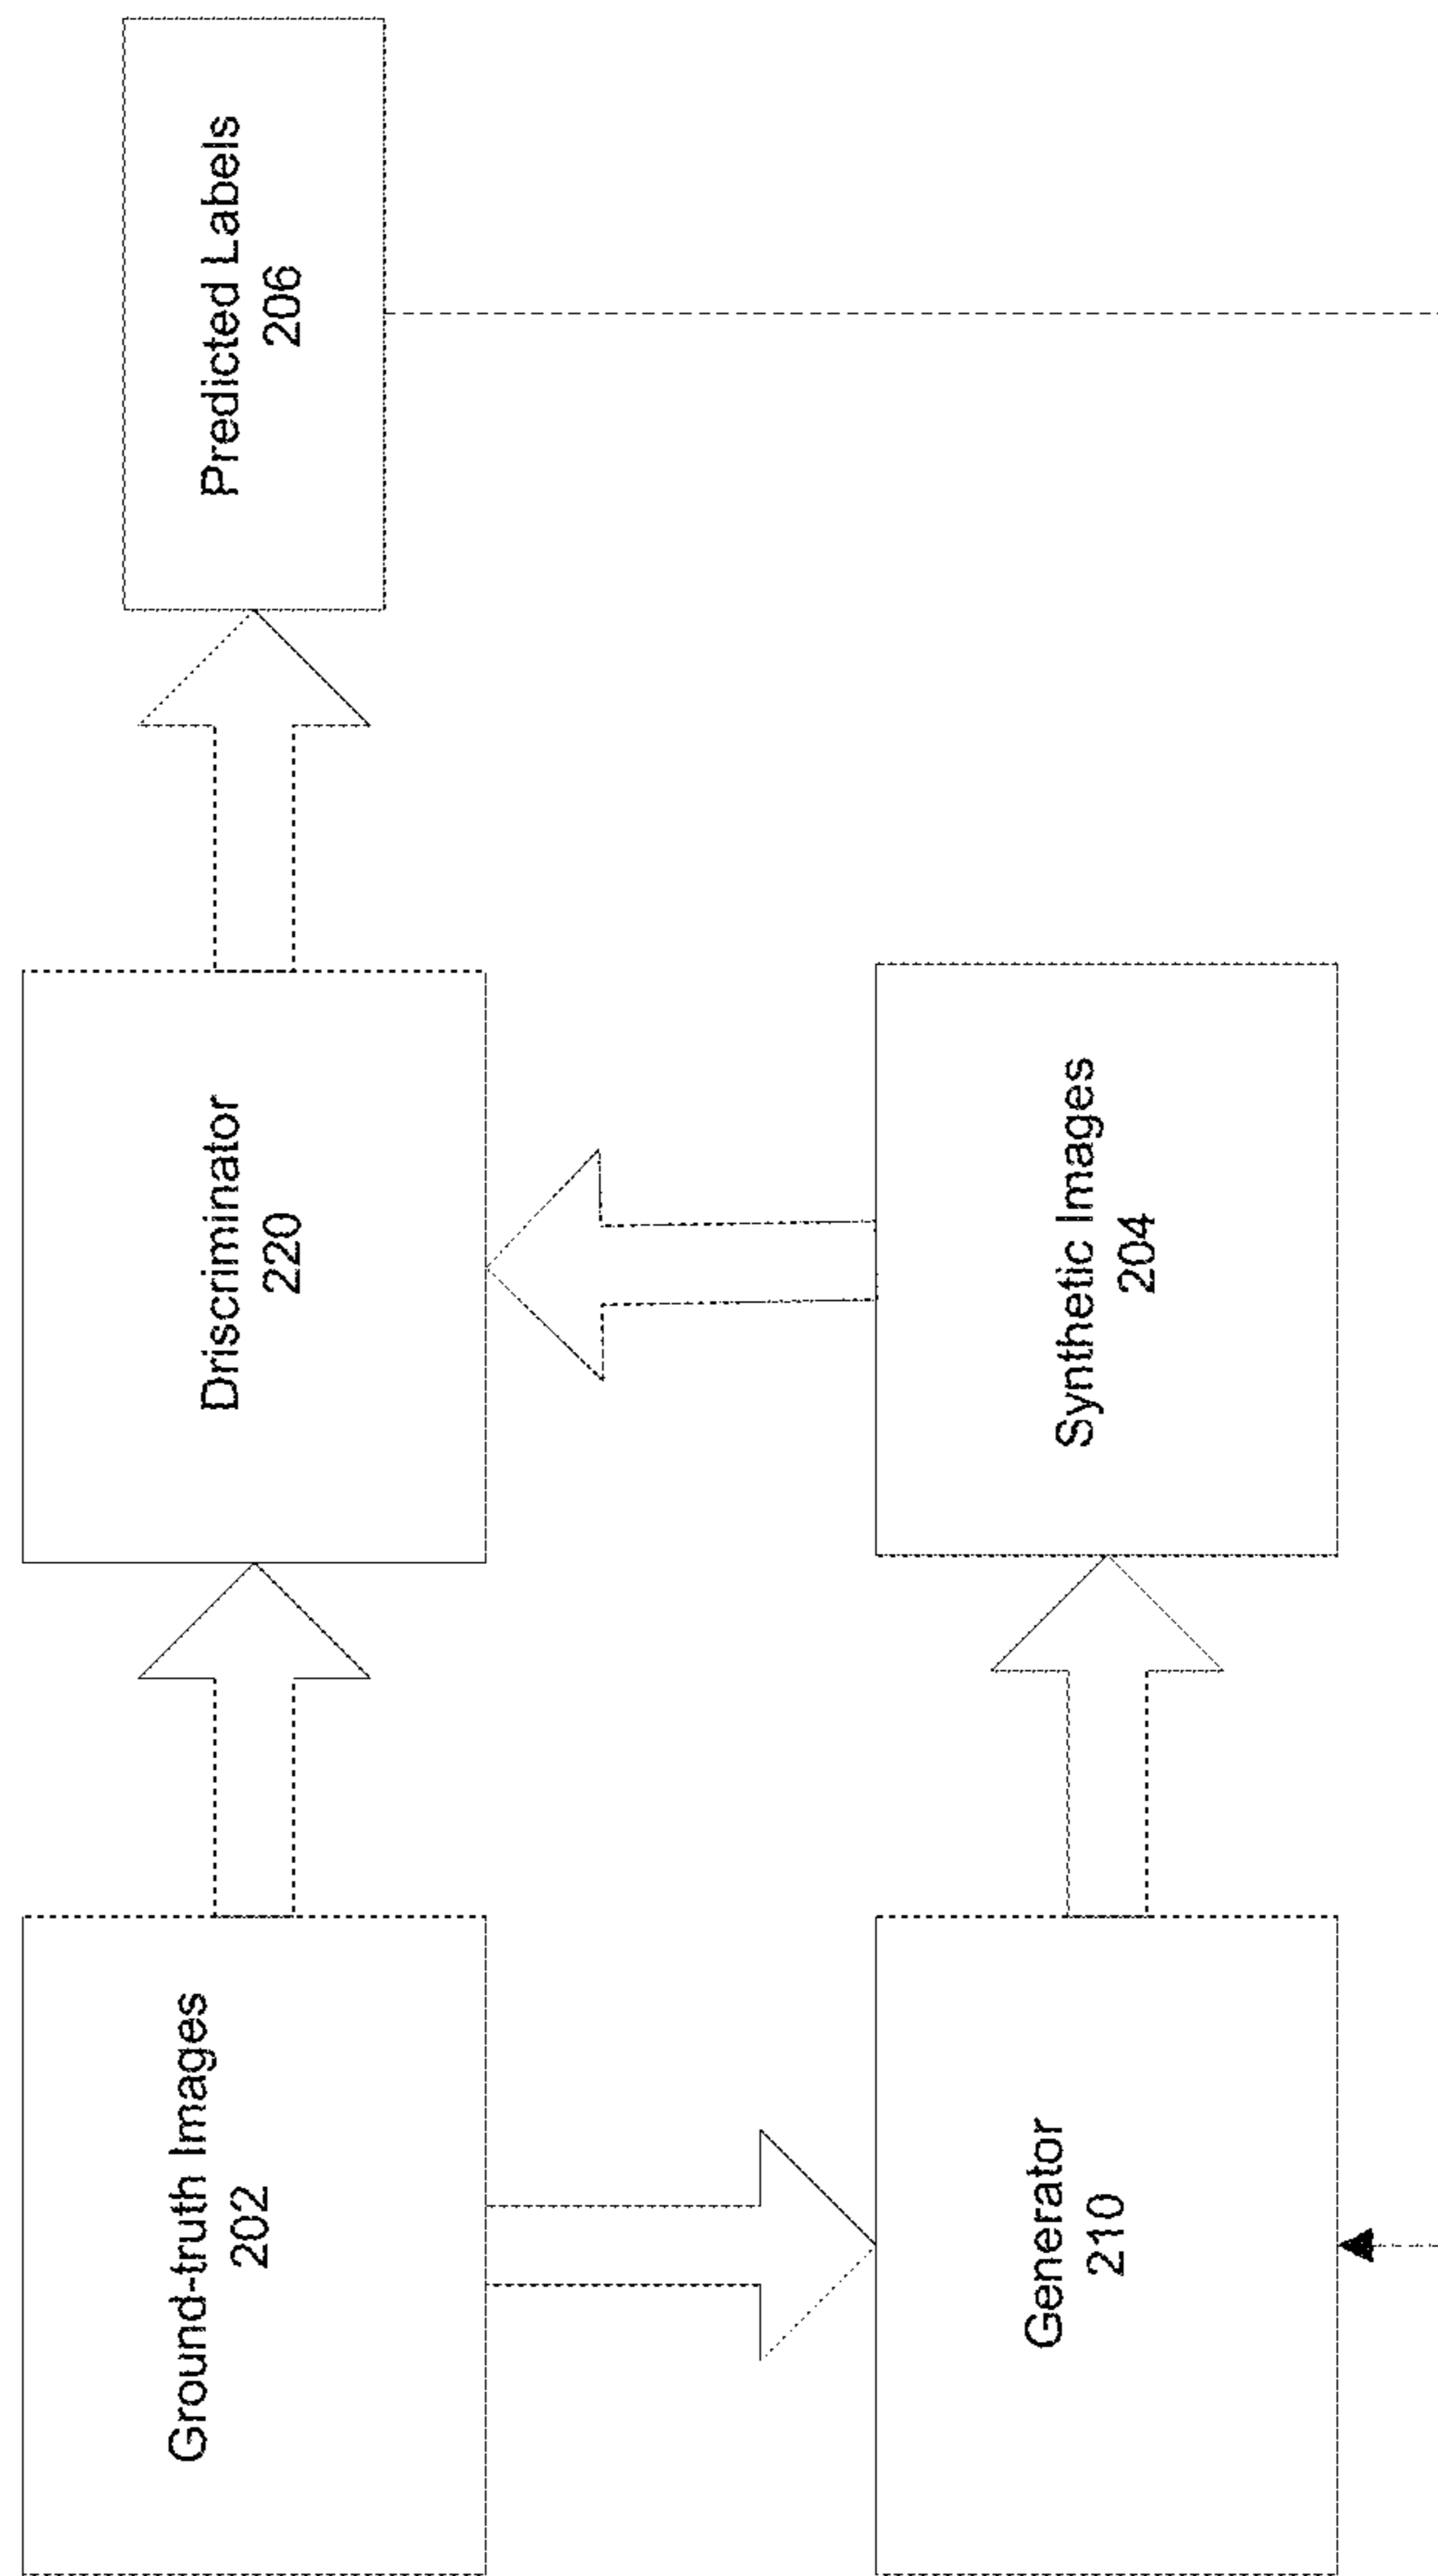 Ground-truth Images
202
Driscriminator
220
Predicted Labels
206
Generator
210
Synthetic Images
204